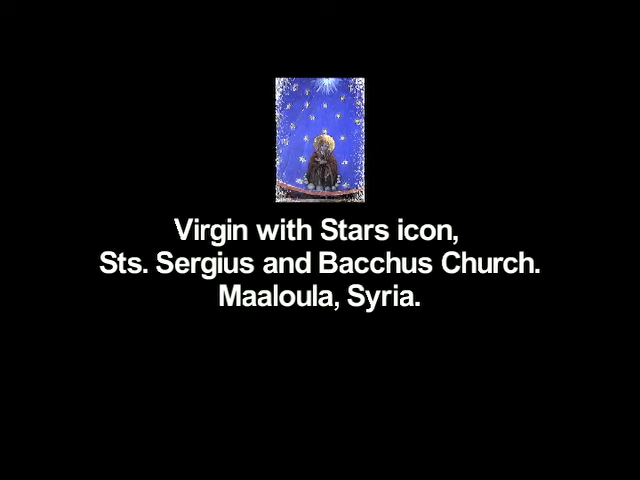 Virgin with Stars icon,
Sts. Sergius and Bacchus Church.
Maaloula, Syria.